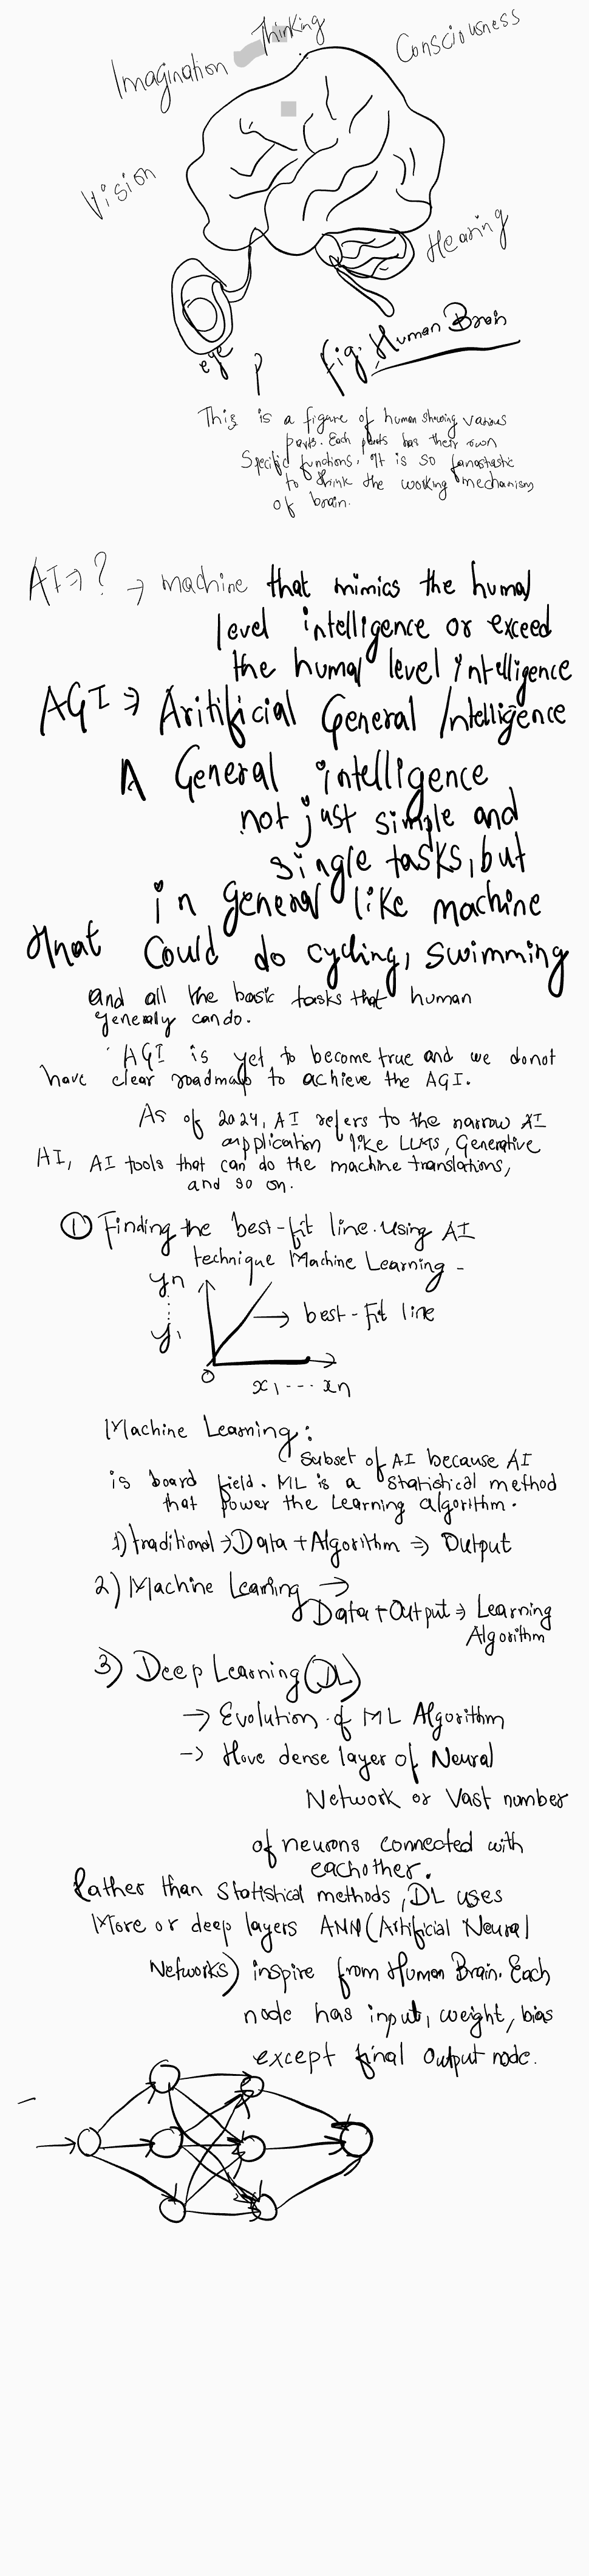 Thinking
Consciousness
Imagination
Vision
Hearing
eye
fig: Human Brain
This is a figure of human showing various
parts. Each parts has their own
Specific functions. It is so fanastastic
to think the working mechanism
of brain.
AI⇒? → machine that mimics the human
level intelligence or exceed
the human level intelligence
AGI ⇒ Aritificial General Intelligence
A General intelligence
not just simple and
single tasks, but
in general like machine
that could do cycling, swimming
and all the basic tasks that human
generaly can do.
AGI is yet to become true and we donot
have clear roadmap to achieve the AGI.
As of 2024, AI refers to the narrow AI
application like LLMs, Generative
AI, AI tools that can do the machine translations,
and so on.
① Finding the best-fit line. Using AI
technique Machine Learning -
yn
y1
→ best-fit line
0
x1 ---- xn
Machine Learning:
Subset of AI because AI
is board field. ML is a statistical method
that power the Learning algorithm.
1) traditional → Data + Algorithm ⇒ Output
2) Machine Learning →
Data + Output ⇒ Learning
Algorithm
3) Deep Learning (DL)
→ Evolution of ML Algorithm
→ Have dense layer of Neural
Network or Vast number
of neurons connected with
eachother.
Rather than Statistical methods, DL uses
More or deep layers ANN (Artificial Neural
Networks) inspire from Human Brain. Each
node has input, weight, bias
except final output node.